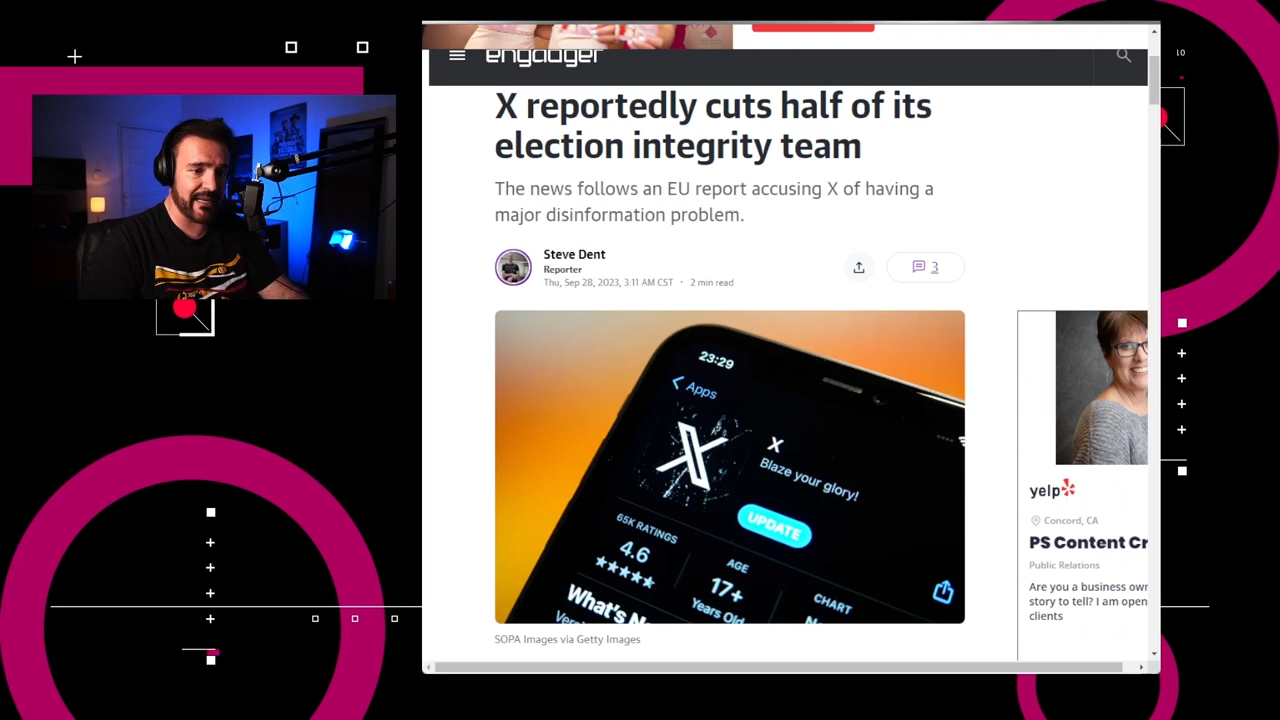 engadget
X reportedly cuts half of its
election integrity team
The news follows an EU report accusing X of having a
major disinformation problem.
Steve Dent
Reporter
Thu, Sep 28, 2023, 3:11 AM CST • 2 min read
3
23:29
Apps
X
Blaze your glory!
UPDATE
65K RATINGS
4.6
★★★★★
AGE
17+
Years Old
CHART
What's N
SOPA Images via Getty Images
yelp
Concord, CA
PS Content Cr
Public Relations
Are you a business own
story to tell? I am open
clients